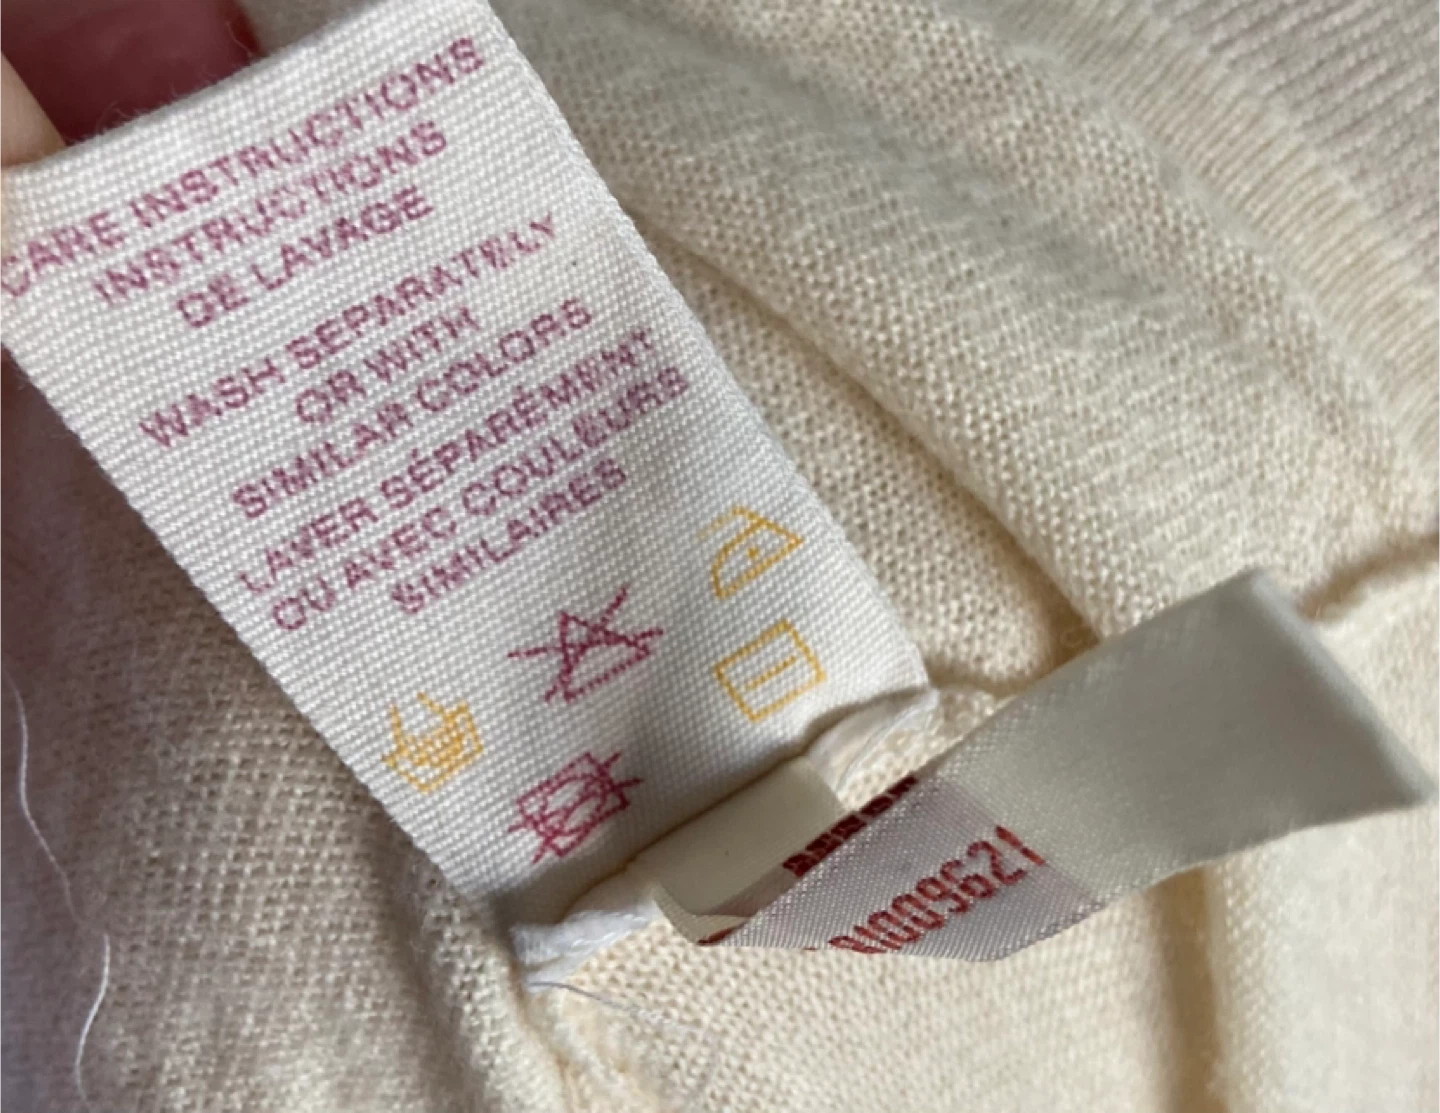 CARE INSTRUCTIONS
INSTRUCTIONS
DE LAVAGE
WASH SEPARATELY
OR WITH
SIMILAR COLORS
LAVER SÉPARÉMENT
OU AVEC COULEURS
SIMILAIRES